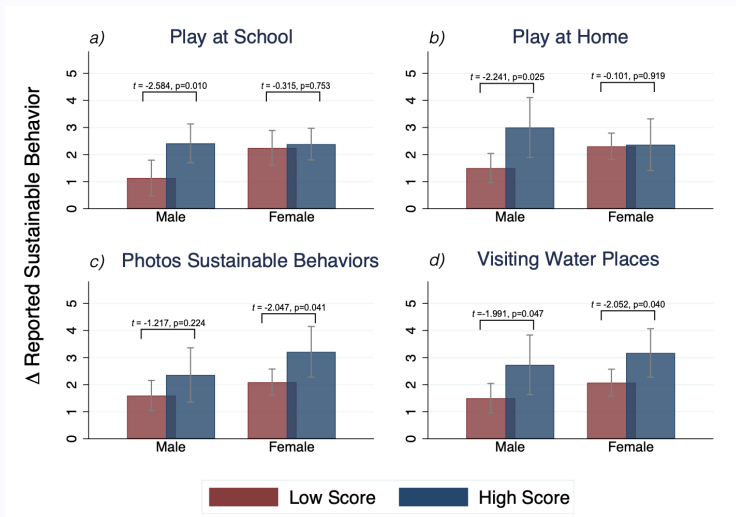 a) Play at School
b) Play at Home
Δ Reported Sustainable Behavior
5
4
3
2
1
0
t = -2.584, p=0.010
t = -0.315, p=0.753
Male
Female
5
4
3
2
1
0
t = -2.241, p=0.025
t = -0.101, p=0.919
Male
Female
c) Photos Sustainable Behaviors
d) Visiting Water Places
5
4
3
2
1
0
t = -1.217, p=0.224
t = -2.047, p=0.041
Male
Female
5
4
3
2
1
0
t =-1.991, p=0.047
t = -2.052, p=0.040
Male
Female
Low Score
High Score